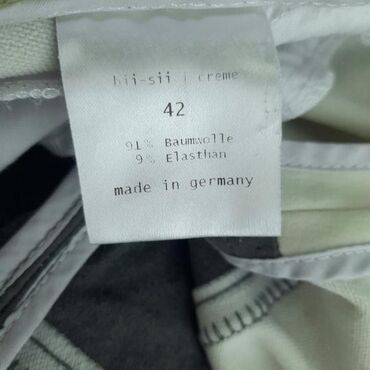 hii-sii | creme
42
91% Baumwolle
9% Elasthan
made in germany